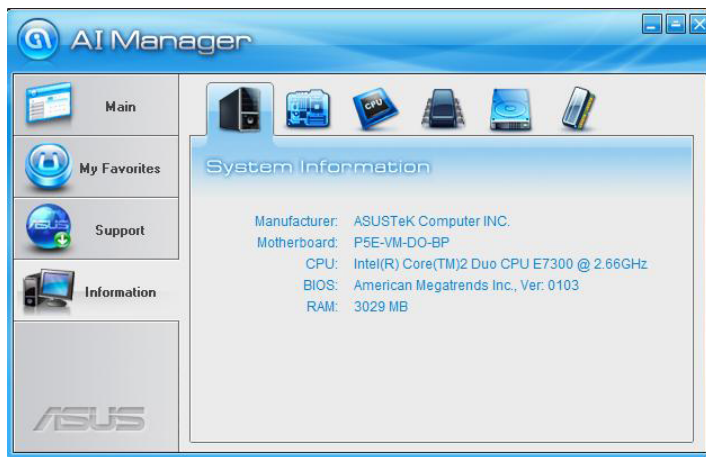 AI Manager
Main
My Favorites
Support
Information
ASUS
CPU
System Information
Manufacturer: ASUSTeK Computer INC.
Motherboard: P5E-VM-DO-BP
CPU: Intel(R) Core(TM)2 Duo CPU E7300 @ 2.66GHz
BIOS: American Megatrends Inc., Ver: 0103
RAM: 3029 MB